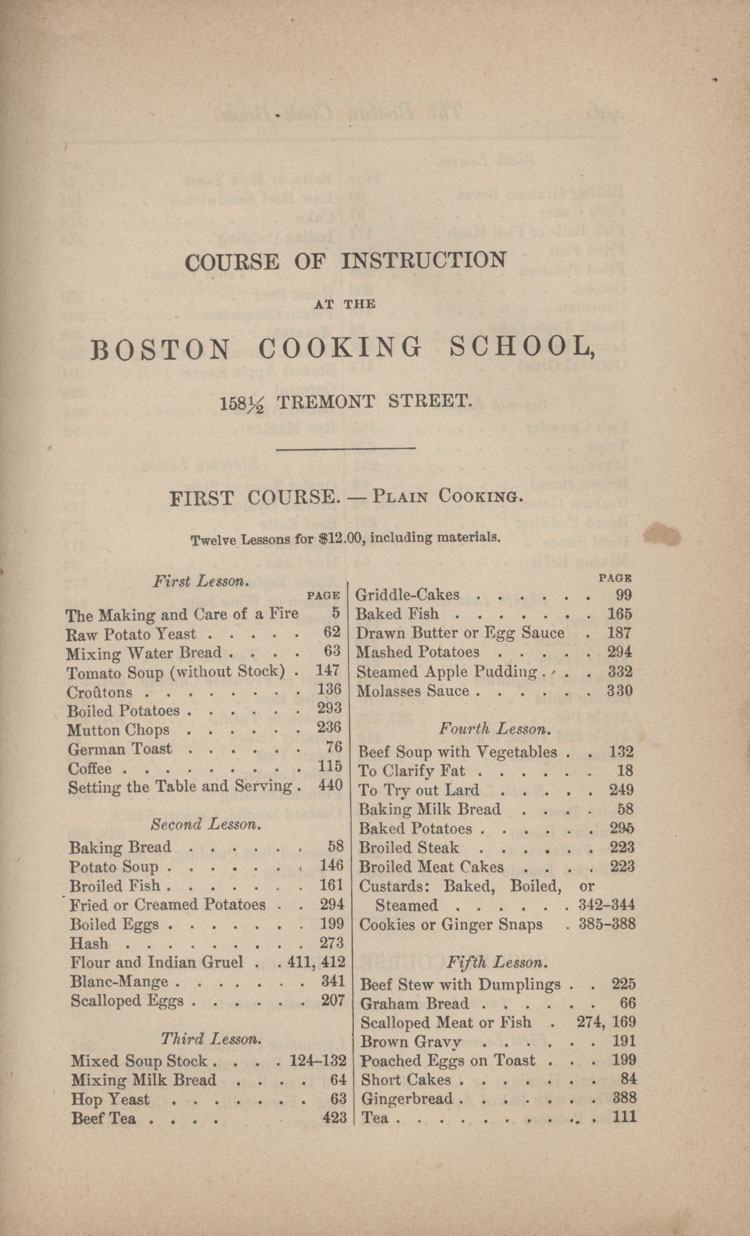 COURSE OF INSTRUCTION
AT THE
BOSTON COOKING SCHOOL,
158½ TREMONT STREET.
FIRST COURSE. — PLAIN COOKING.
Twelve Lessons for $12.00, including materials.
First Lesson.
PAGE
The Making and Care of a Fire 5
Raw Potato Yeast . . . . . 62
Mixing Water Bread . . . . 63
Tomato Soup (without Stock) . 147
Croûtons . . . . . . . . 136
Boiled Potatoes . . . . . . 293
Mutton Chops . . . . . . 236
German Toast . . . . . . 76
Coffee . . . . . . . . . 115
Setting the Table and Serving . 440
Second Lesson.
Baking Bread . . . . . . 58
Potato Soup . . . . . . . 146
Broiled Fish . . . . . . . 161
Fried or Creamed Potatoes . . 294
Boiled Eggs . . . . . . . 199
Hash . . . . . . . . . 273
Flour and Indian Gruel . . 411, 412
Blanc-Mange . . . . . . . 341
Scalloped Eggs . . . . . . 207
Third Lesson.
Mixed Soup Stock . . . . 124–132
Mixing Milk Bread . . . . 64
Hop Yeast . . . . . . . 63
Beef Tea . . . . 423
PAGE
Griddle-Cakes . . . . . . 99
Baked Fish . . . . . . . 165
Drawn Butter or Egg Sauce . 187
Mashed Potatoes . . . . . 294
Steamed Apple Pudding . . . . 332
Molasses Sauce . . . . . . 330
Fourth Lesson.
Beef Soup with Vegetables . . 132
To Clarify Fat . . . . . . 18
To Try out Lard . . . . . 249
Baking Milk Bread . . . . 58
Baked Potatoes . . . . . . 295
Broiled Steak . . . . . . 223
Broiled Meat Cakes . . . . 223
Custards: Baked, Boiled, or
Steamed . . . . . . 342–344
Cookies or Ginger Snaps . 385–388
Fifth Lesson.
Beef Stew with Dumplings . . 225
Graham Bread . . . . . . 66
Scalloped Meat or Fish . 274, 169
Brown Gravy . . . . . . 191
Poached Eggs on Toast . . . 199
Short Cakes . . . . . . . 84
Gingerbread . . . . . . . 388
Tea . . . . . . . . . . 111